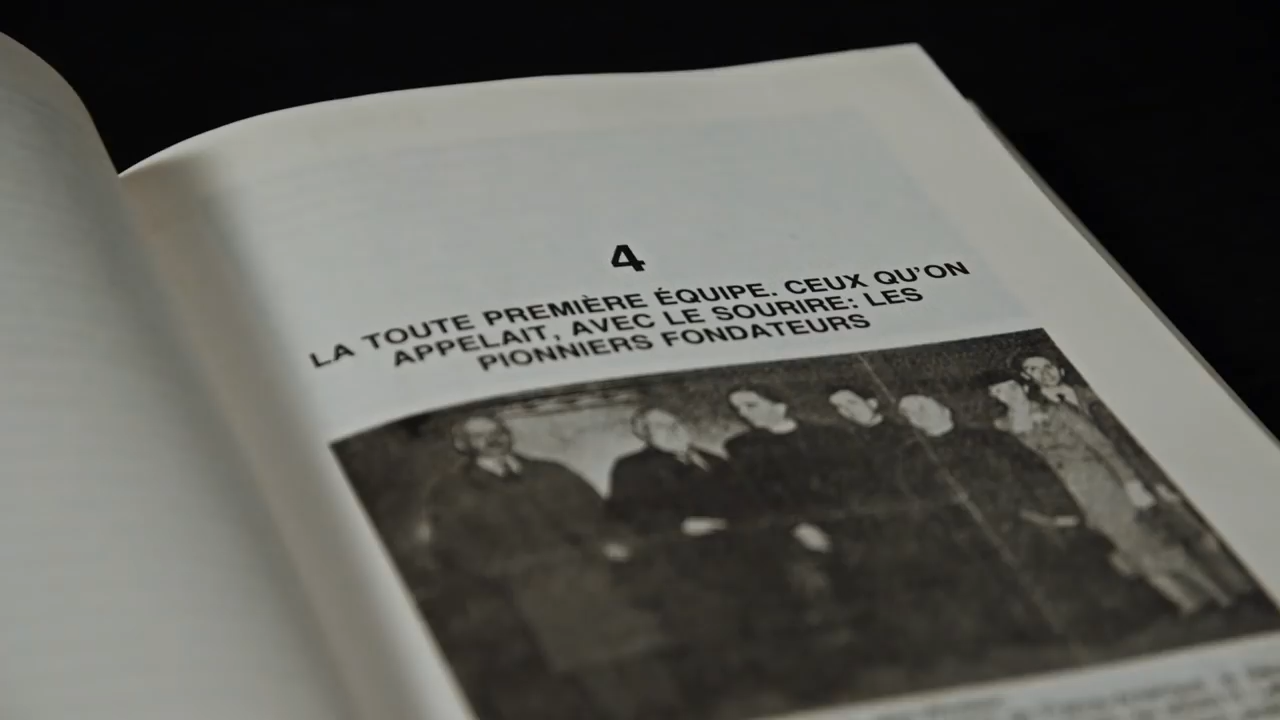 4
LA TOUTE PREMIÈRE ÉQUIPE. CEUX QU'ON
APPELAIT, AVEC LE SOURIRE: LES
PIONNIERS FONDATEURS